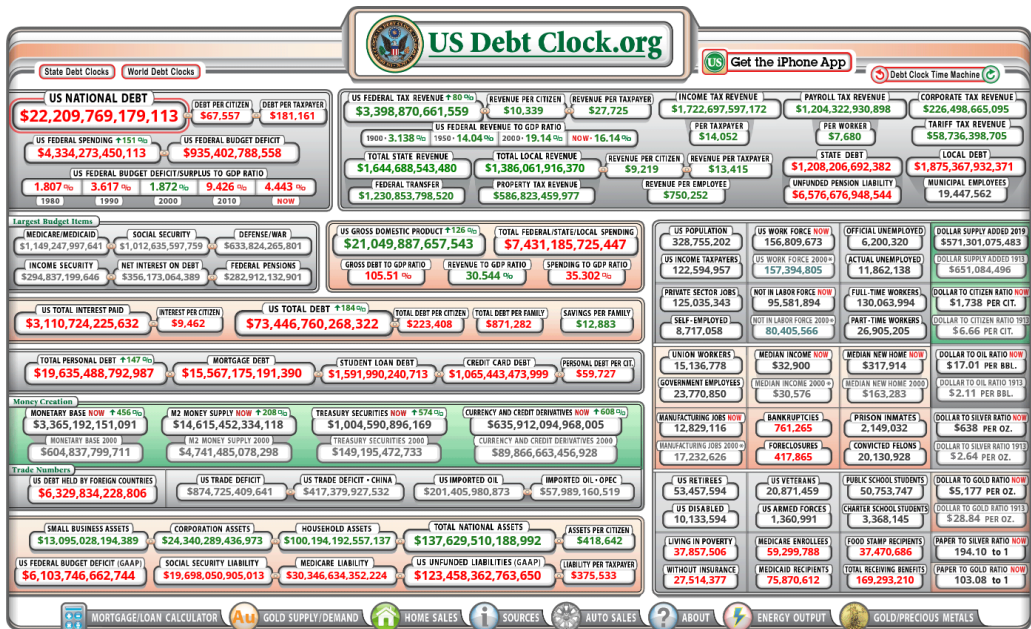 US Debt Clock.org
State Debt Clocks
World Debt Clocks
US Get the iPhone App
Debt Clock Time Machine
US NATIONAL DEBT
$22,209,769,179,113
DEBT PER CITIZEN
$67,557
DEBT PER TAXPAYER
$181,161
US FEDERAL SPENDING ↑151 %
$4,334,273,450,113
US FEDERAL BUDGET DEFICIT
$935,402,788,558
US FEDERAL BUDGET DEFICIT/SURPLUS TO GDP RATIO
1.807 % 3.617 % 1.872 % 9.426 % 4.443 %
1980 1990 2000 2010 NOW
US FEDERAL TAX REVENUE ↑80 %
$3,398,870,661,559
REVENUE PER CITIZEN
$10,339
REVENUE PER TAXPAYER
$27,725
US FEDERAL REVENUE TO GDP RATIO
1900 • 3.138 % 1950 • 14.04 % 2000 • 19.14 % NOW • 16.14 %
INCOME TAX REVENUE
$1,722,697,597,172
PER TAXPAYER
$14,052
PAYROLL TAX REVENUE
$1,204,322,930,898
PER WORKER
$7,680
CORPORATE TAX REVENUE
$226,498,665,095
TARIFF TAX REVENUE
$58,736,398,705
TOTAL STATE REVENUE
$1,644,688,543,480
TOTAL LOCAL REVENUE
$1,386,061,916,370
REVENUE PER CITIZEN
$9,219
REVENUE PER TAXPAYER
$13,415
STATE DEBT
$1,208,206,692,382
LOCAL DEBT
$1,875,367,932,371
FEDERAL TRANSFER
$1,230,853,798,520
PROPERTY TAX REVENUE
$586,823,459,977
REVENUE PER EMPLOYEE
$750,252
UNFUNDED PENSION LIABILITY
$6,576,676,948,544
MUNICIPAL EMPLOYEES
19,447,562
Largest Budget Items
MEDICARE/MEDICAID
$1,149,247,997,641
SOCIAL SECURITY
$1,012,635,597,759
DEFENSE/WAR
$633,824,265,801
INCOME SECURITY
$294,837,199,646
NET INTEREST ON DEBT
$356,173,064,389
FEDERAL PENSIONS
$282,912,132,901
US GROSS DOMESTIC PRODUCT ↑126 %
$21,049,887,657,543
TOTAL FEDERAL/STATE/LOCAL SPENDING
$7,431,185,725,447
GROSS DEBT TO GDP RATIO
105.51 %
REVENUE TO GDP RATIO
30.544 %
SPENDING TO GDP RATIO
35.302 %
US TOTAL INTEREST PAID
$3,110,724,225,632
INTEREST PER CITIZEN
$9,462
US TOTAL DEBT ↑184 %
$73,446,760,268,322
TOTAL DEBT PER CITIZEN
$223,408
TOTAL DEBT PER FAMILY
$871,282
SAVINGS PER FAMILY
$12,883
TOTAL PERSONAL DEBT ↑147 %
$19,635,488,792,987
MORTGAGE DEBT
$15,567,175,191,390
STUDENT LOAN DEBT
$1,591,990,240,713
CREDIT CARD DEBT
$1,065,443,473,999
PERSONAL DEBT PER CIT.
$59,727
Money Creation
MONETARY BASE NOW ↑456 %
$3,365,192,151,091
M2 MONEY SUPPLY NOW ↑208 %
$14,615,452,334,118
TREASURY SECURITIES NOW ↑574 %
$1,004,590,896,169
CURRENCY AND CREDIT DERIVATIVES NOW ↑608 %
$635,912,094,968,005
MONETARY BASE 2000
$604,837,799,711
M2 MONEY SUPPLY 2000
$4,741,485,078,298
TREASURY SECURITIES 2000
$149,195,472,733
CURRENCY AND CREDIT DERIVATIVES 2000
$89,866,663,456,928
Trade Numbers
US DEBT HELD BY FOREIGN COUNTRIES
$6,329,834,228,806
US TRADE DEFICIT
$874,725,409,641
US TRADE DEFICIT • CHINA
$417,379,927,532
US IMPORTED OIL
$201,405,980,873
IMPORTED OIL • OPEC
$57,989,160,519
SMALL BUSINESS ASSETS
$13,095,028,194,389
CORPORATION ASSETS
$24,340,289,436,973
HOUSEHOLD ASSETS
$100,194,192,557,137
TOTAL NATIONAL ASSETS
$137,629,510,188,992
ASSETS PER CITIZEN
$418,642
US FEDERAL BUDGET DEFICIT (GAAP)
$6,103,746,662,744
SOCIAL SECURITY LIABILITY
$19,698,050,905,013
MEDICARE LIABILITY
$30,346,634,352,224
US UNFUNDED LIABILITIES (GAAP)
$123,458,362,763,650
LIABILITY PER TAXPAYER
$375,533
US POPULATION
328,755,202
US WORK FORCE NOW
156,809,673
OFFICIAL UNEMPLOYED
6,200,320
DOLLAR SUPPLY ADDED 2019
$571,301,075,483
US INCOME TAXPAYERS
122,594,957
US WORK FORCE 2000
157,394,805
ACTUAL UNEMPLOYED
11,862,138
DOLLAR SUPPLY ADDED 1913
$651,084,496
PRIVATE SECTOR JOBS
125,035,343
NOT IN LABOR FORCE NOW
95,581,894
FULL-TIME WORKERS
130,063,994
DOLLAR TO CITIZEN RATIO NOW
$1,738 PER CIT.
SELF-EMPLOYED
8,717,058
NOT IN LABOR FORCE 2000
80,405,566
PART-TIME WORKERS
26,905,205
DOLLAR TO CITIZEN RATIO 1913
$6.66 PER CIT.
UNION WORKERS
15,136,778
MEDIAN INCOME NOW
$32,900
MEDIAN NEW HOME NOW
$317,914
DOLLAR TO OIL RATIO NOW
$17.01 PER BBL.
GOVERNMENT EMPLOYEES
23,770,850
MEDIAN INCOME 2000
$30,576
MEDIAN NEW HOME 2000
$163,283
DOLLAR TO OIL RATIO 1913
$2.11 PER BBL.
MANUFACTURING JOBS NOW
12,829,116
BANKRUPTCIES
761,265
PRISON INMATES
2,149,032
DOLLAR TO SILVER RATIO NOW
$638 PER OZ.
MANUFACTURING JOBS 2000
17,232,626
FORECLOSURES
417,865
CONVICTED FELONS
20,130,928
DOLLAR TO SILVER RATIO 1913
$2.64 PER OZ.
US RETIREES
53,457,594
US VETERANS
20,871,459
PUBLIC SCHOOL STUDENTS
50,753,747
DOLLAR TO GOLD RATIO NOW
$5,177 PER OZ.
US DISABLED
10,133,594
US ARMED FORCES
1,360,991
CHARTER SCHOOL STUDENTS
3,368,145
DOLLAR TO GOLD RATIO 1913
$28.84 PER OZ.
LIVING IN POVERTY
37,857,506
MEDICARE ENROLLEES
59,299,788
FOOD STAMP RECIPIENTS
37,470,686
PAPER TO SILVER RATIO NOW
194.10 to 1
WITHOUT INSURANCE
27,514,377
MEDICAID RECIPIENTS
75,870,612
TOTAL RECEIVING BENEFITS
169,293,210
PAPER TO GOLD RATIO NOW
103.08 to 1
MORTGAGE/LOAN CALCULATOR
Au GOLD SUPPLY/DEMAND
HOME SALES
SOURCES
AUTO SALES
ABOUT
ENERGY OUTPUT
GOLD/PRECIOUS METALS